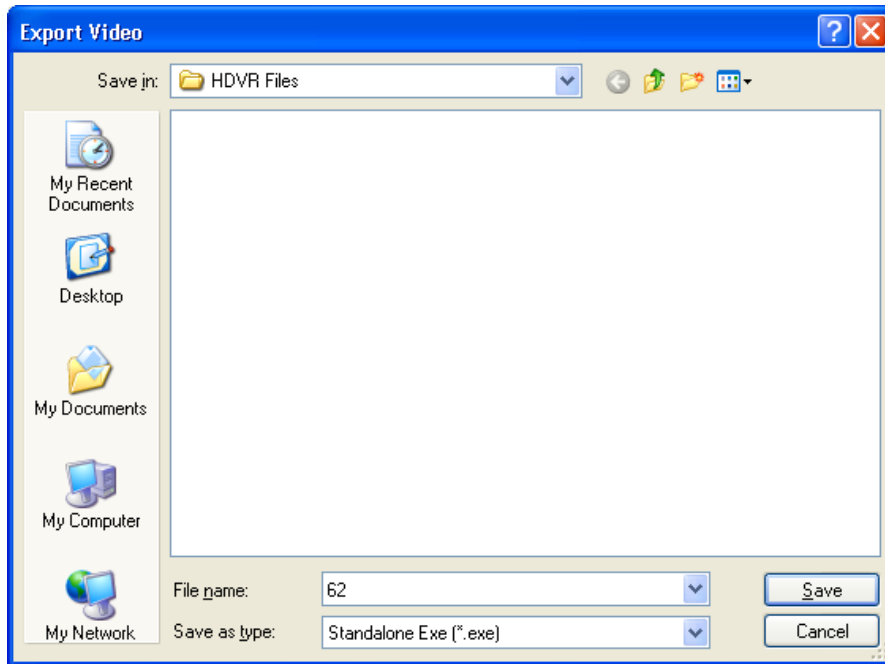 Export Video
Save in:
HDVR Files
My Recent
Documents
Desktop
My Documents
My Computer
My Network
File name:
62
Save
Save as type:
Standalone Exe (*.exe)
Cancel